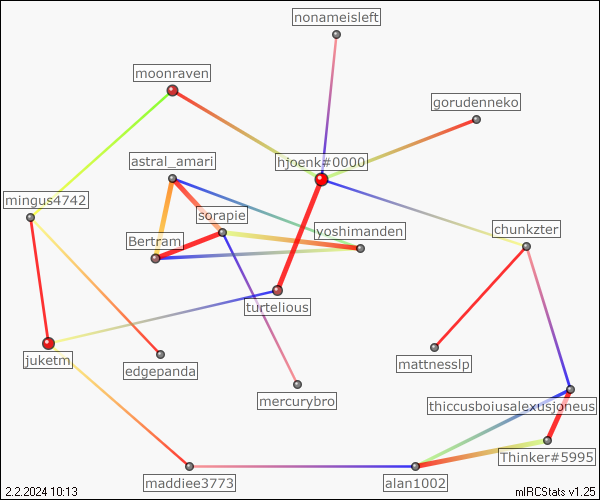 nonameisleft
moonraven
gorudenneko
astral_amari
hjoenk#0000
mingus4742
sorapie
Bertram
yoshimanden
chunkzter
turtelious
juketm
edgepanda
mattnesslp
mercurybro
thiccusboiusalexusjoneus
Thinker#5995
maddiee3773
alan1002
2.2.2024 10:13
mIRCStats v1.25